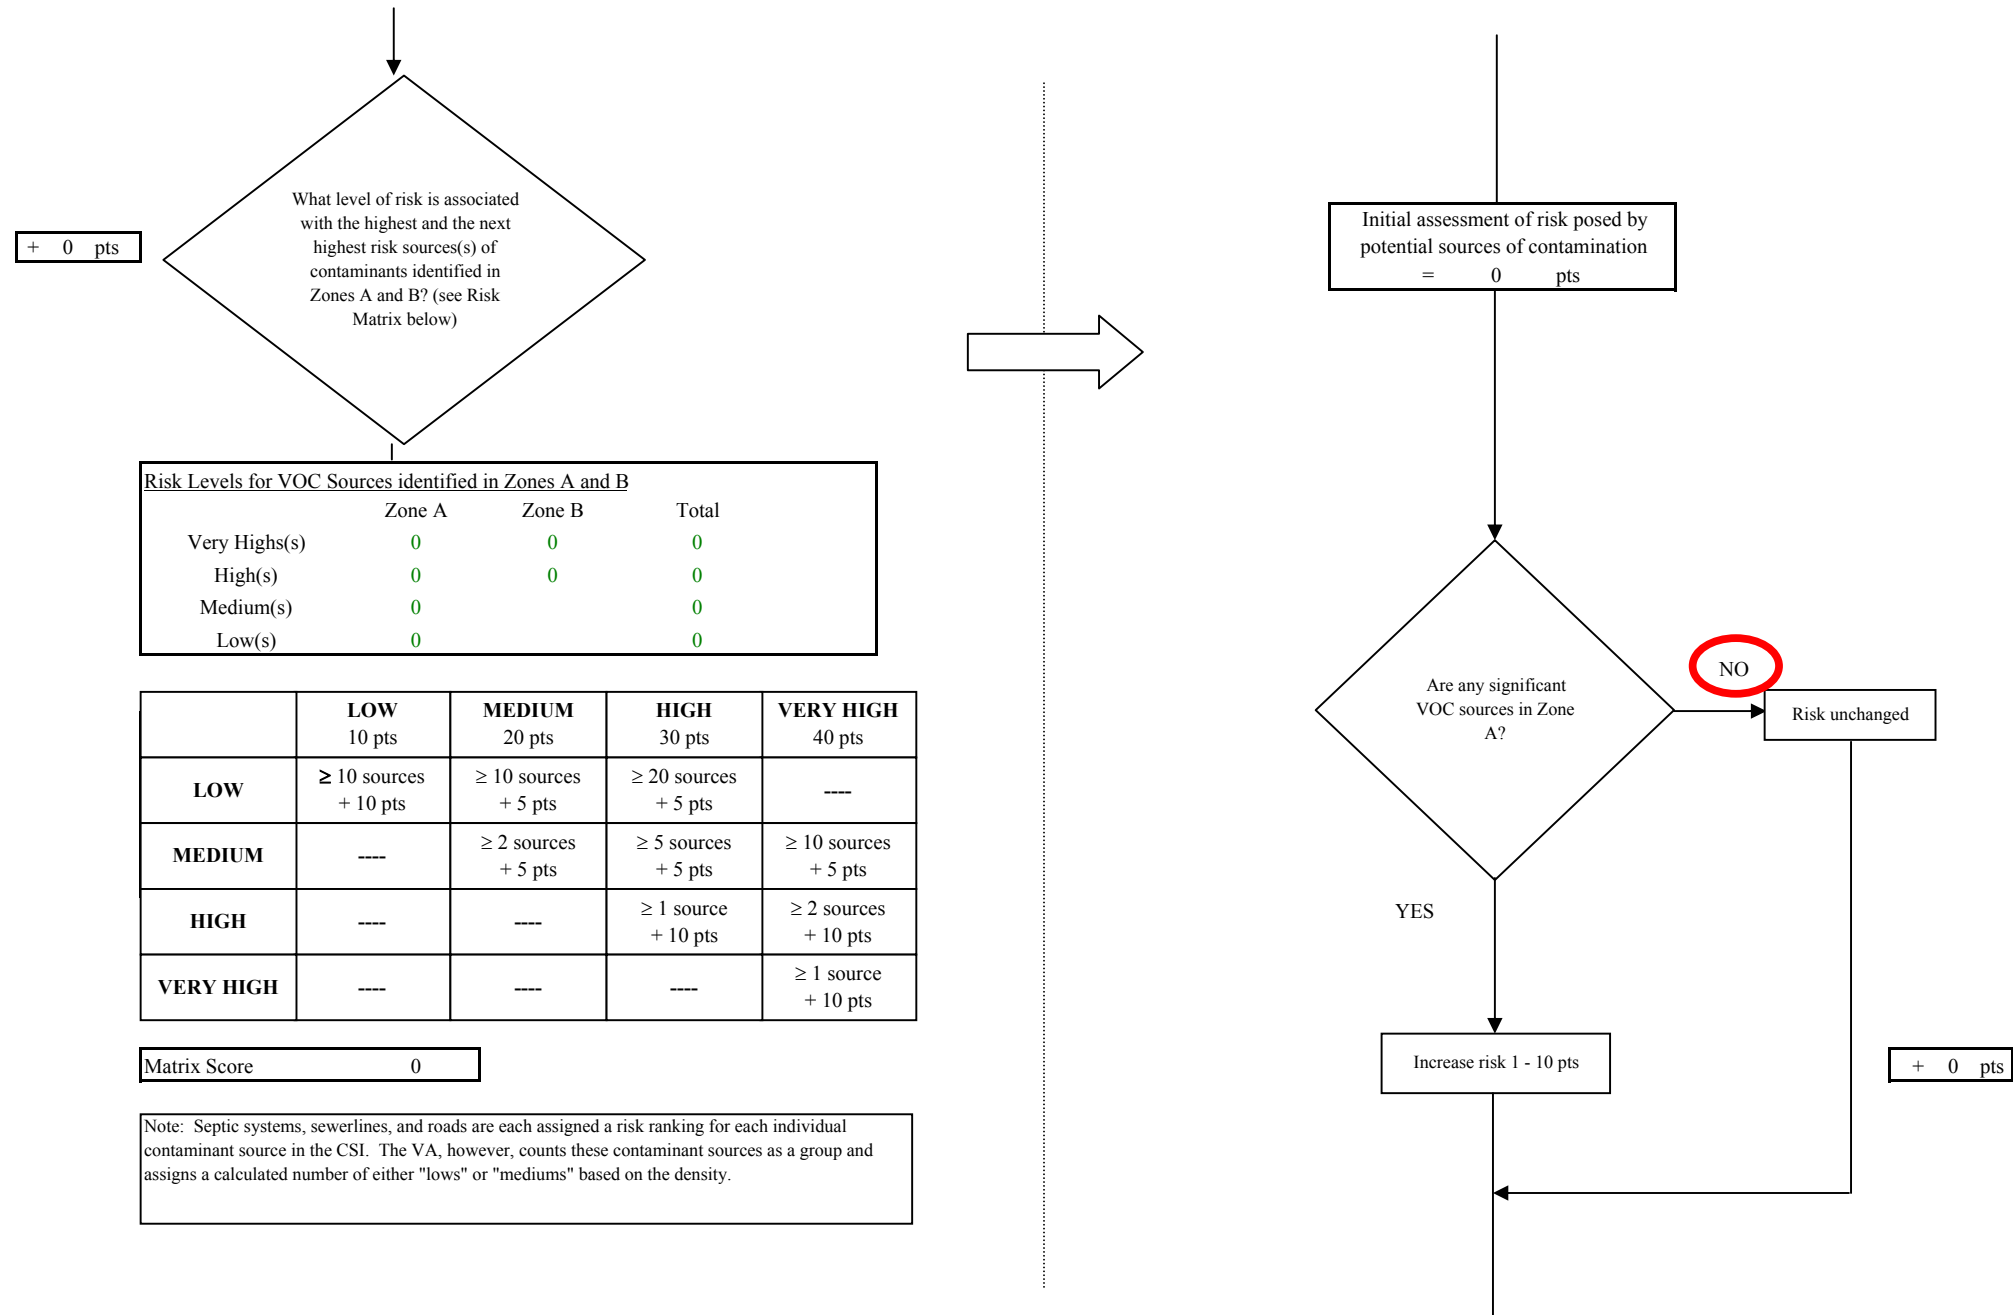 What level of risk is associated
with the highest and the next
highest risk sources(s) of
contaminants identified in
Zones A and B? (see Risk
Matrix below)
+ 0 pts
Risk Levels for VOC Sources identified in Zones A and B
Zone A Zone B Total
Very Highs(s) 0 0 0
High(s) 0 0 0
Medium(s) 0 0
Low(s) 0 0
LOW MEDIUM HIGH VERY HIGH
10 pts 20 pts 30 pts 40 pts
LOW ≥ 10 sources + 10 pts ≥ 10 sources + 5 pts ≥ 20 sources + 5 pts ----
MEDIUM ---- ≥ 2 sources + 5 pts ≥ 5 sources + 5 pts ≥ 10 sources + 5 pts
HIGH ---- ---- ≥ 1 source + 10 pts ≥ 2 sources + 10 pts
VERY HIGH ---- ---- ---- ≥ 1 source + 10 pts
Matrix Score 0
Note: Septic systems, sewerlines, and roads are each assigned a risk ranking for each individual
contaminant source in the CSI. The VA, however, counts these contaminant sources as a group and
assigns a calculated number of either "lows" or "mediums" based on the density.
Initial assessment of risk posed by
potential sources of contamination
= 0 pts
Are any significant
VOC sources in Zone
A?
NO
Risk unchanged
YES
Increase risk 1 - 10 pts
+ 0 pts